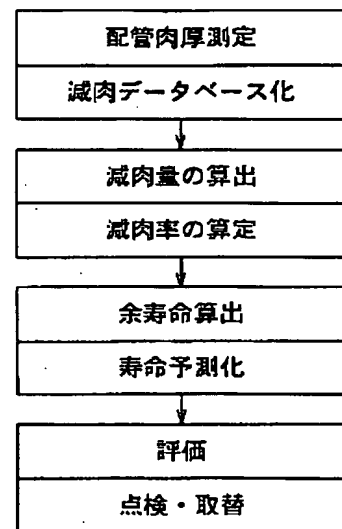 配管肉厚測定
減肉データベース化
減肉量の算出
減肉率の算定
余寿命算出
寿命予測化
評価
点検・取替